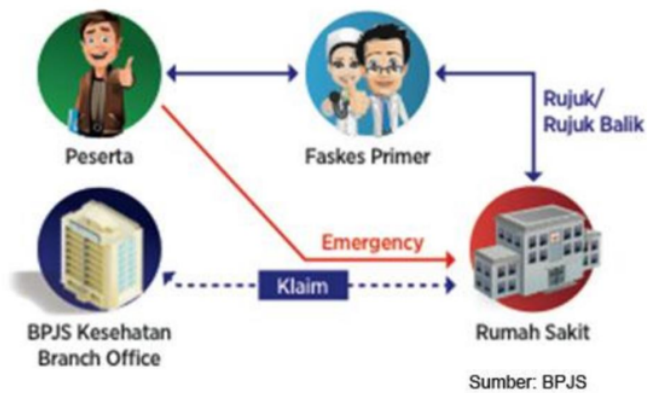 Peserta
Faskes Primer
Rujuk/
Rujuk Balik
Emergency
Klaim
BPJS Kesehatan
Branch Office
Rumah Sakit
Sumber: BPJS